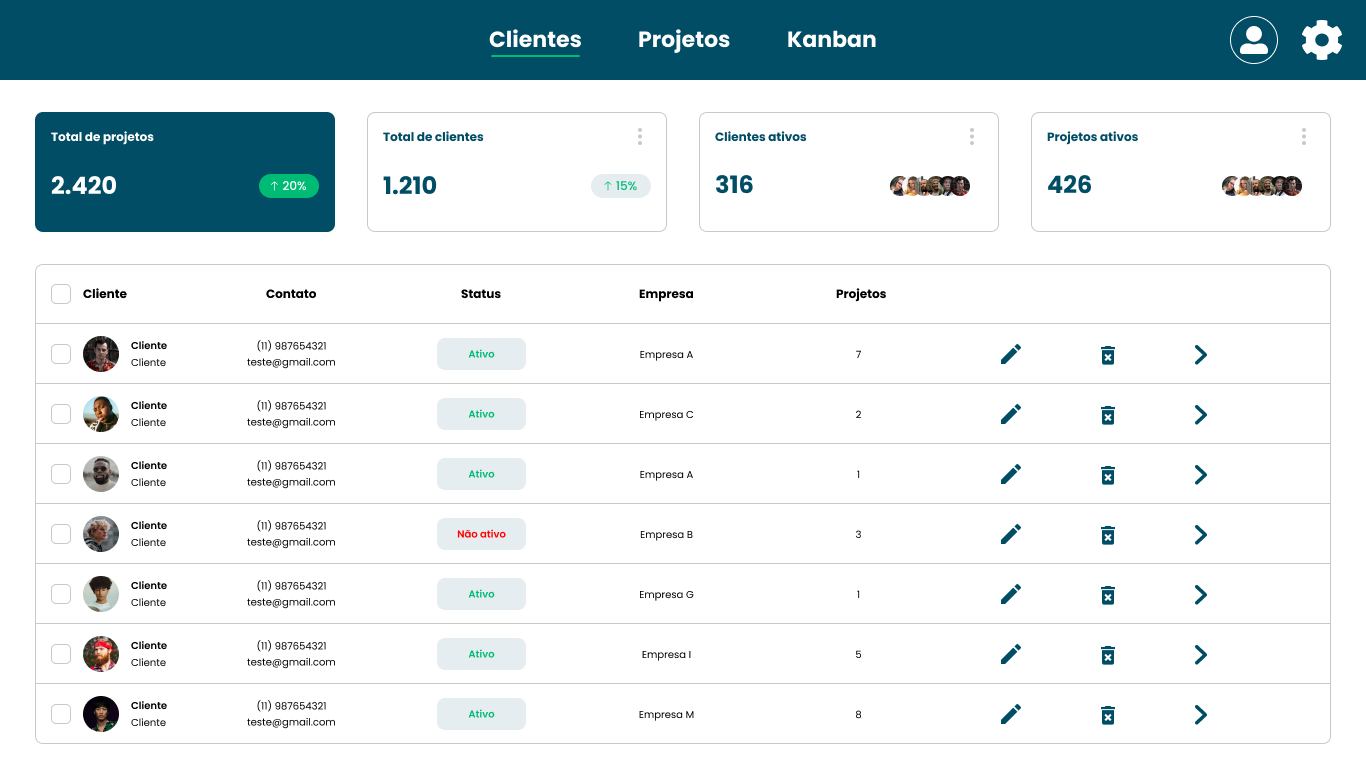 Clientes Projetos Kanban
Total de projetos
2.420
↑ 20%
Total de clientes
1.210
↑ 15%
Clientes ativos
316
Projetos ativos
426
Cliente Contato Status Empresa Projetos
Cliente
Cliente
(11) 987654321
teste@gmail.com
Ativo
Empresa A
7
Cliente
Cliente
(11) 987654321
teste@gmail.com
Ativo
Empresa C
2
Cliente
Cliente
(11) 987654321
teste@gmail.com
Ativo
Empresa A
1
Cliente
Cliente
(11) 987654321
teste@gmail.com
Não ativo
Empresa B
3
Cliente
Cliente
(11) 987654321
teste@gmail.com
Ativo
Empresa G
1
Cliente
Cliente
(11) 987654321
teste@gmail.com
Ativo
Empresa I
5
Cliente
Cliente
(11) 987654321
teste@gmail.com
Ativo
Empresa M
8